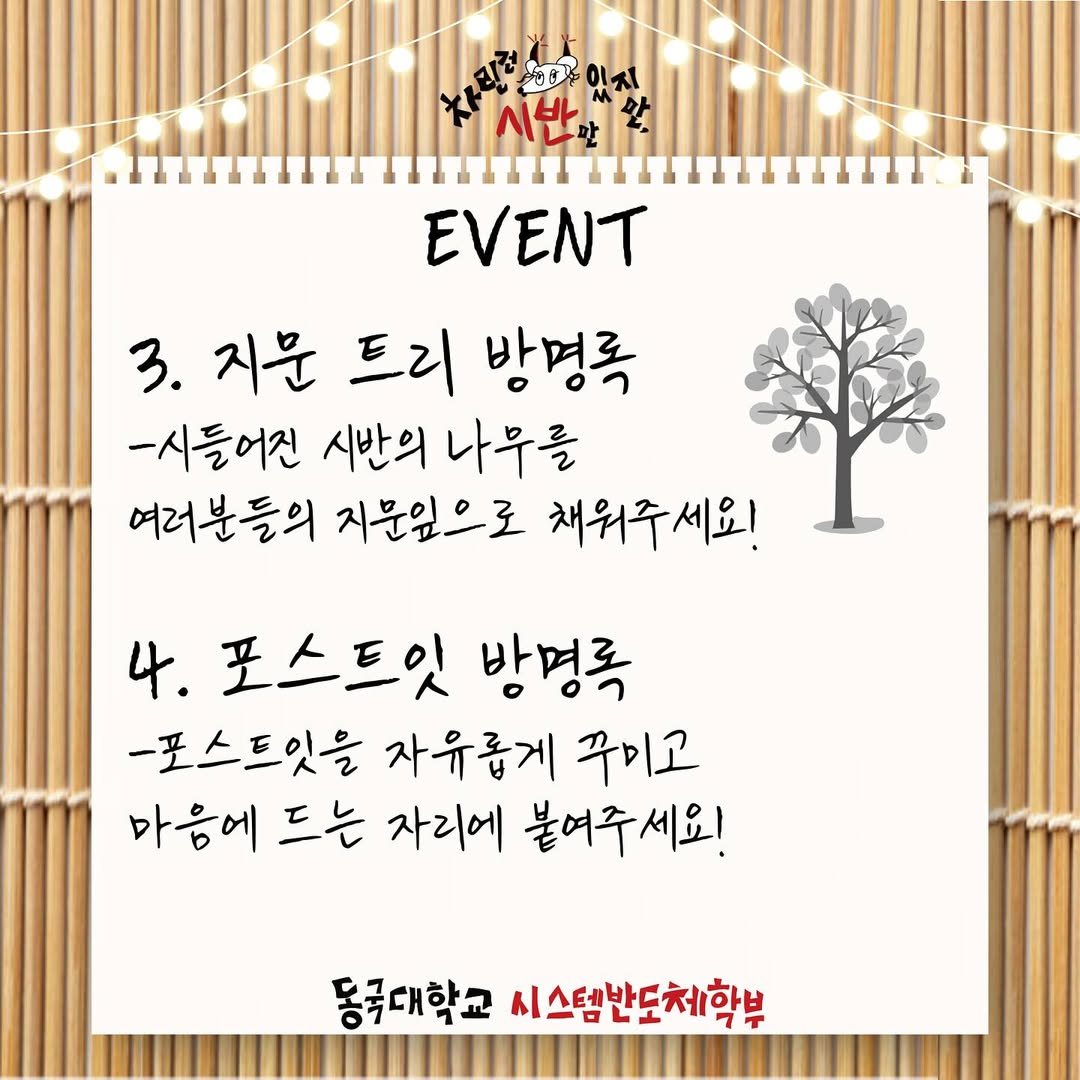 차린건 있지만,
시반만
EVENT
3. 지문 트리 방명록
-시들어진 시반의 나무를
여러분들의 지문잎으로 채워주세요!
4. 포스트잇 방명록
-포스트잇을 자유롭게 꾸미고
마음에 드는 자리에 붙여주세요!
동국대학교 시스템반도체학부